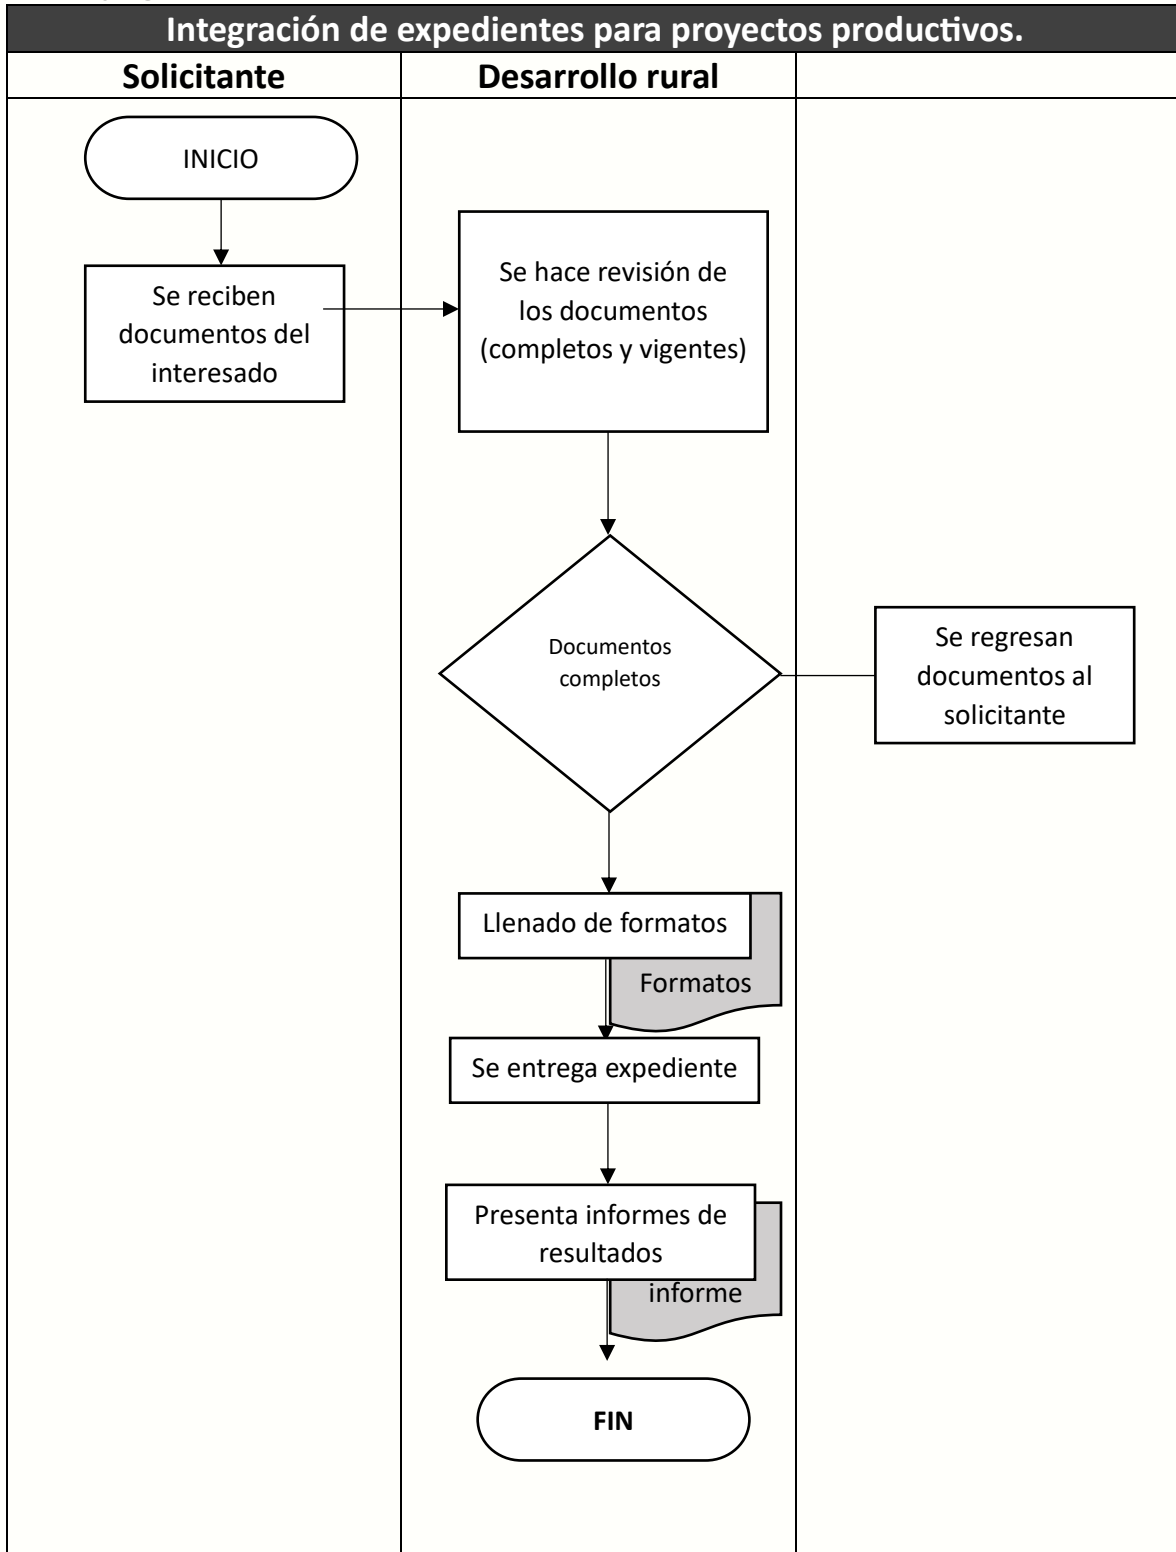 Integración de expedientes para proyectos productivos.
Solicitante
Desarrollo rural
INICIO
Se reciben
documentos del
interesado
Se hace revisión de
los documentos
(completos y vigentes)
Documentos
completos
Se regresan
documentos al
solicitante
Llenado de formatos
Formatos
Se entrega expediente
Presenta informes de
resultados
informe
FIN